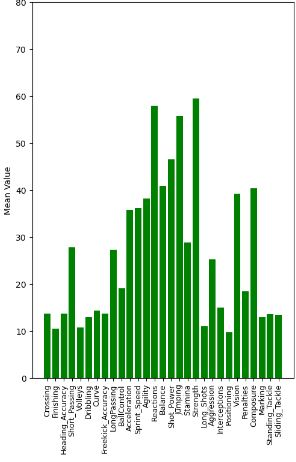 80
70
60
50
40
30
20
10
0
Mean Value
Crossing
Finishing
Heading_Accuracy
Short_Passing
Volleys
Dribbling
Curve
Freekick_Accuracy
LongPassing
BallControl
Acceleration
Sprint_Speed
Agility
Reactions
Balance
Shot_Power
Jumping
Stamina
Strength
Long_Shots
Aggression
Interceptions
Positioning
Vision
Penalties
Composure
Marking
Standing_Tackle
Sliding_Tackle